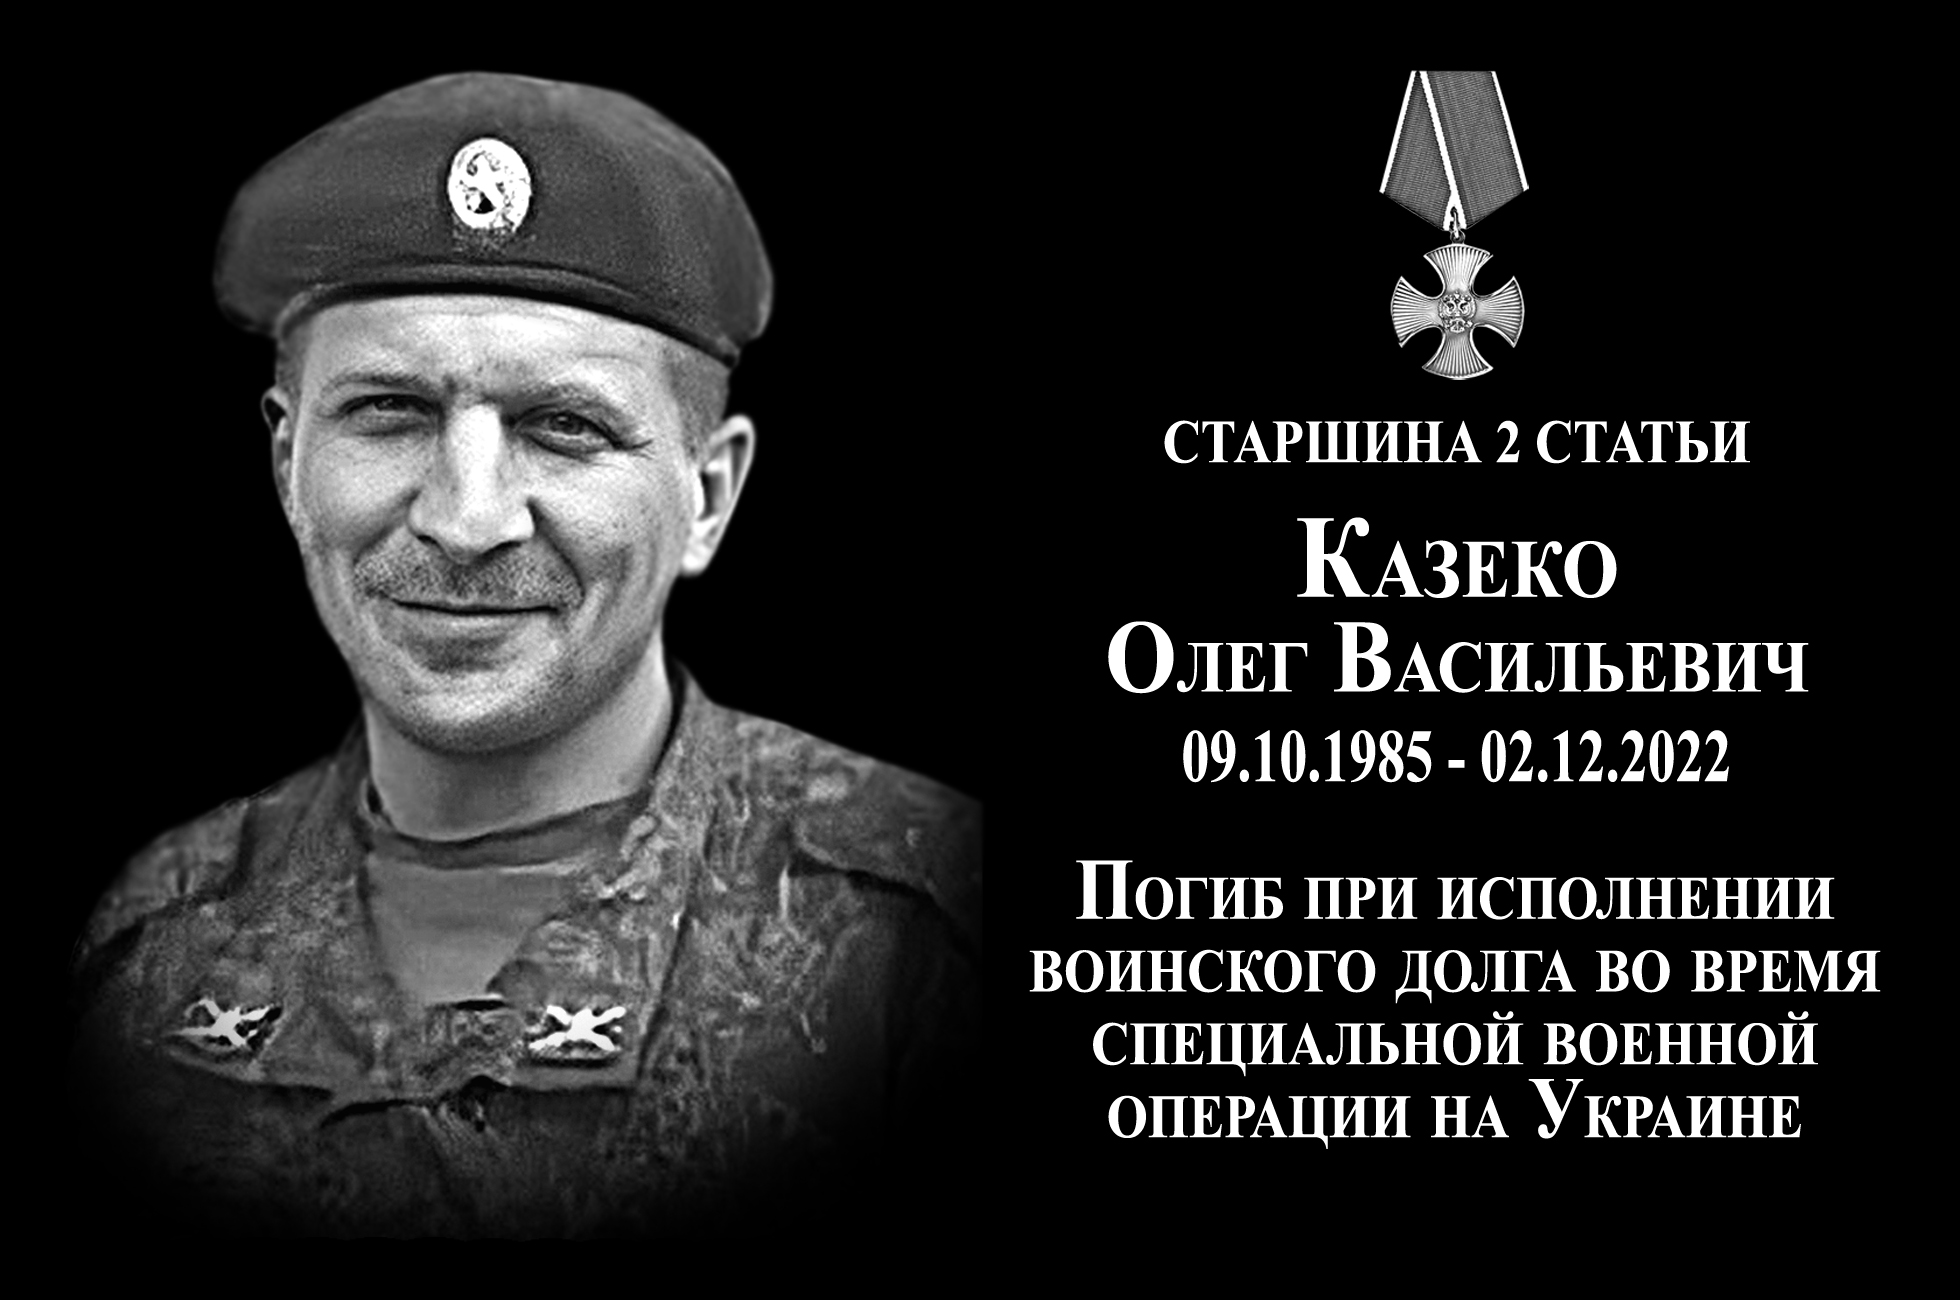 СТАРШИНА 2 СТАТЬИ
КАЗЕКО
ОЛЕГ ВАСИЛЬЕВИЧ
09.10.1985 - 02.12.2022
ПОГИБ ПРИ ИСПОЛНЕНИИ
ВОИНСКОГО ДОЛГА ВО ВРЕМЯ
СПЕЦИАЛЬНОЙ ВОЕННОЙ
ОПЕРАЦИИ НА УКРАИНЕ